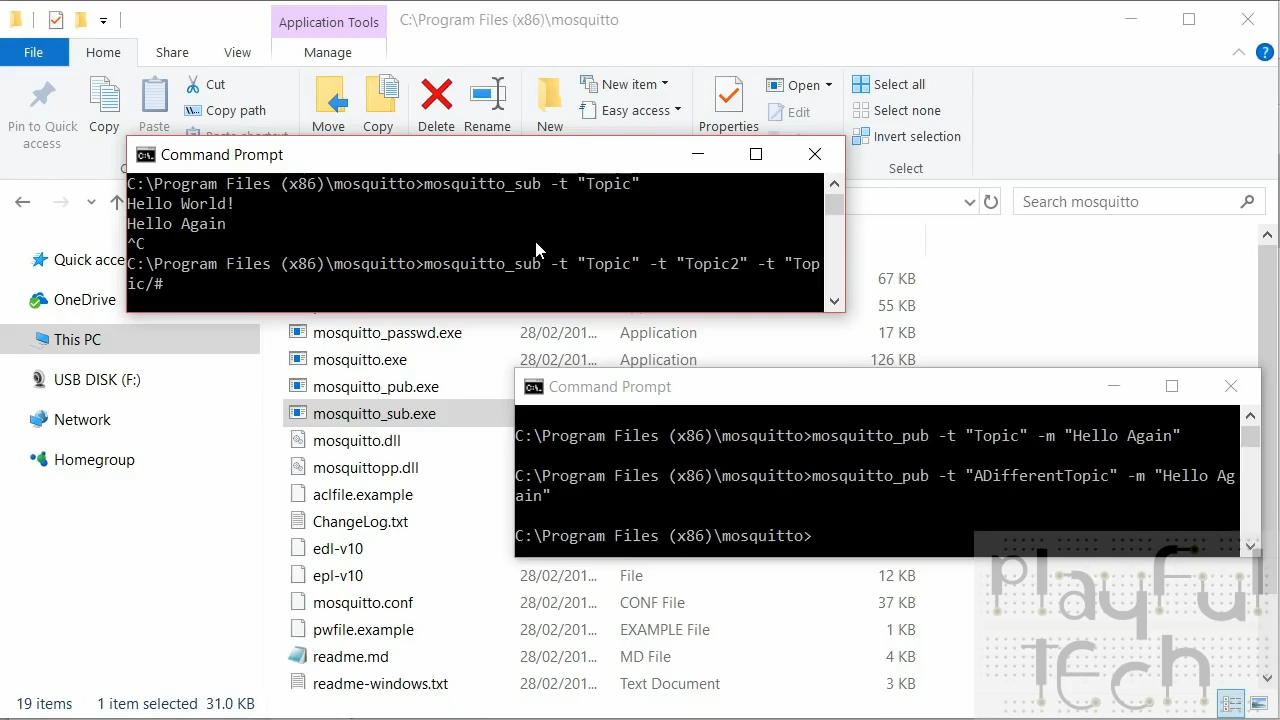 Application Tools
C:\Program Files (x86)\mosquitto
File
Home
Share
View
Manage
Pin to Quick
access
Copy
Paste
Cut
Copy path
Paste shortcut
Move
Copy
Delete
Rename
New
New item
Easy access
Properties
Open
Edit
Select all
Select none
Invert selection
Select
Command Prompt
C:\Program Files (x86)\mosquitto>mosquitto_sub -t "Topic"
Hello World!
Hello Again
^C
C:\Program Files (x86)\mosquitto>mosquitto_sub -t "Topic" -t "Topic2" -t "Top
ic/#
Search mosquitto
Quick acce
OneDrive
This PC
USB DISK (F:)
Network
Homegroup
67 KB
55 KB
mosquitto_passwd.exe 28/02/201... Application 17 KB
mosquitto.exe 28/02/201... Application 126 KB
mosquitto_pub.exe
mosquitto_sub.exe
mosquitto.dll
mosquittopp.dll
aclfile.example
ChangeLog.txt
edl-v10
Command Prompt
C:\Program Files (x86)\mosquitto>mosquitto_pub -t "Topic" -m "Hello Again"
C:\Program Files (x86)\mosquitto>mosquitto_pub -t "ADifferentTopic" -m "Hello Ag
ain"
C:\Program Files (x86)\mosquitto>
epl-v10 28/02/201... File 12 KB
mosquitto.conf 28/02/201... CONF File 37 KB
pwfile.example 28/02/201... EXAMPLE File 1 KB
readme.md 28/02/201... MD File 4 KB
readme-windows.txt 28/02/201... Text Document 3 KB
19 items 1 item selected 31.0 KB
playful
tech